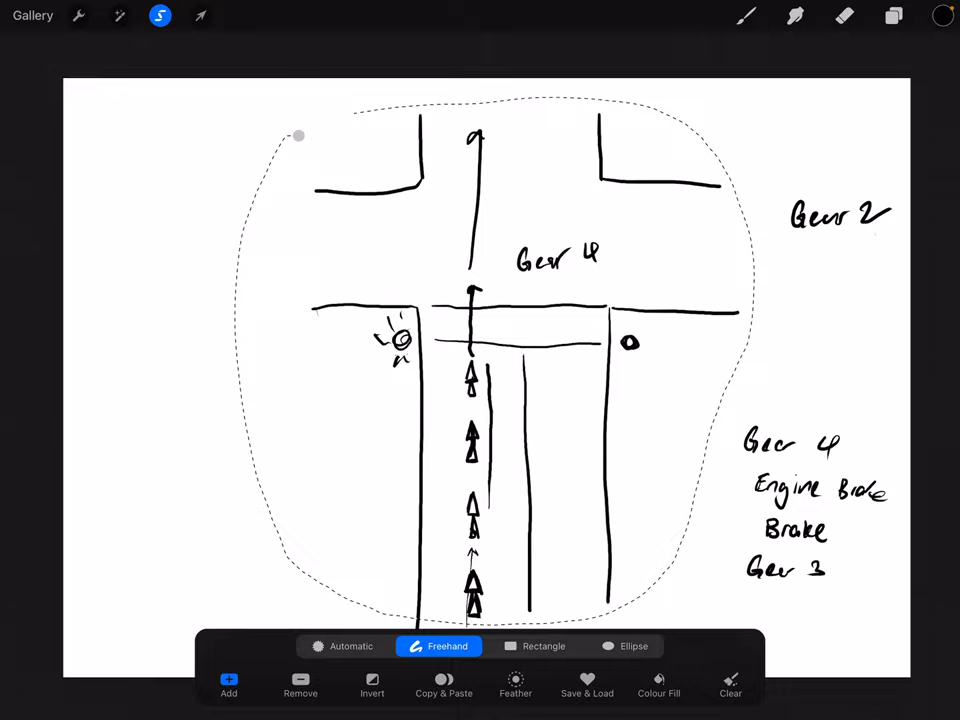 Gallery
Gear 2
Gear 4
Gear 4
Engine Brake
Brake
Gear 3
Automatic
Freehand
Rectangle
Ellipse
Add
Remove
Invert
Copy & Paste
Feather
Save & Load
Colour Fill
Clear